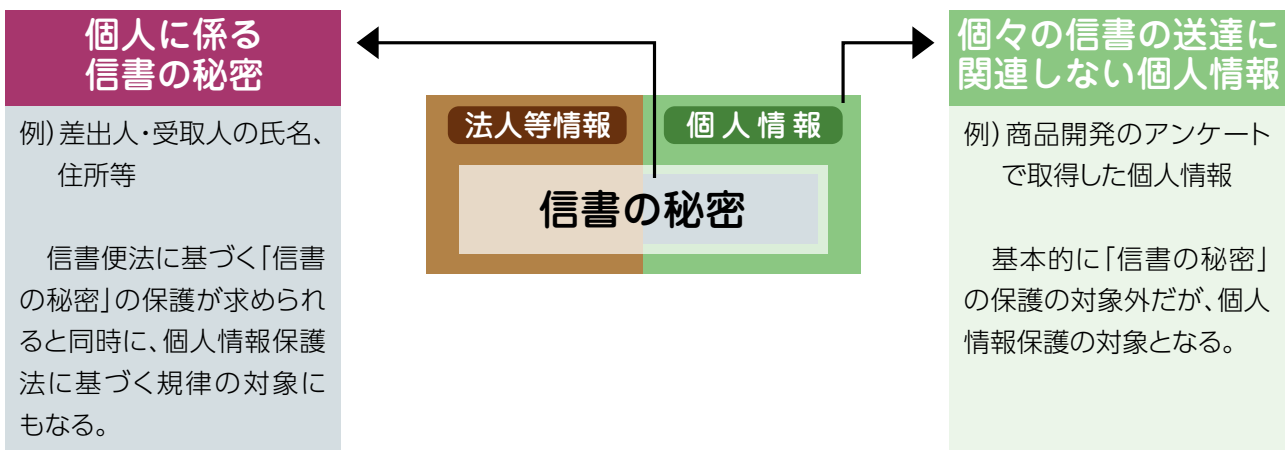 個人に係る
信書の秘密
例）差出人・受取人の氏名、
住所等
信書便法に基づく「信書
の秘密」の保護が求められ
ると同時に、個人情報保護
法に基づく規律の対象に
もなる。
法人等情報
個人情報
信書の秘密
個々の信書の送達に
関連しない個人情報
例）商品開発のアンケート
で取得した個人情報
基本的に「信書の秘密」
の保護の対象外だが、個人
情報保護の対象となる。